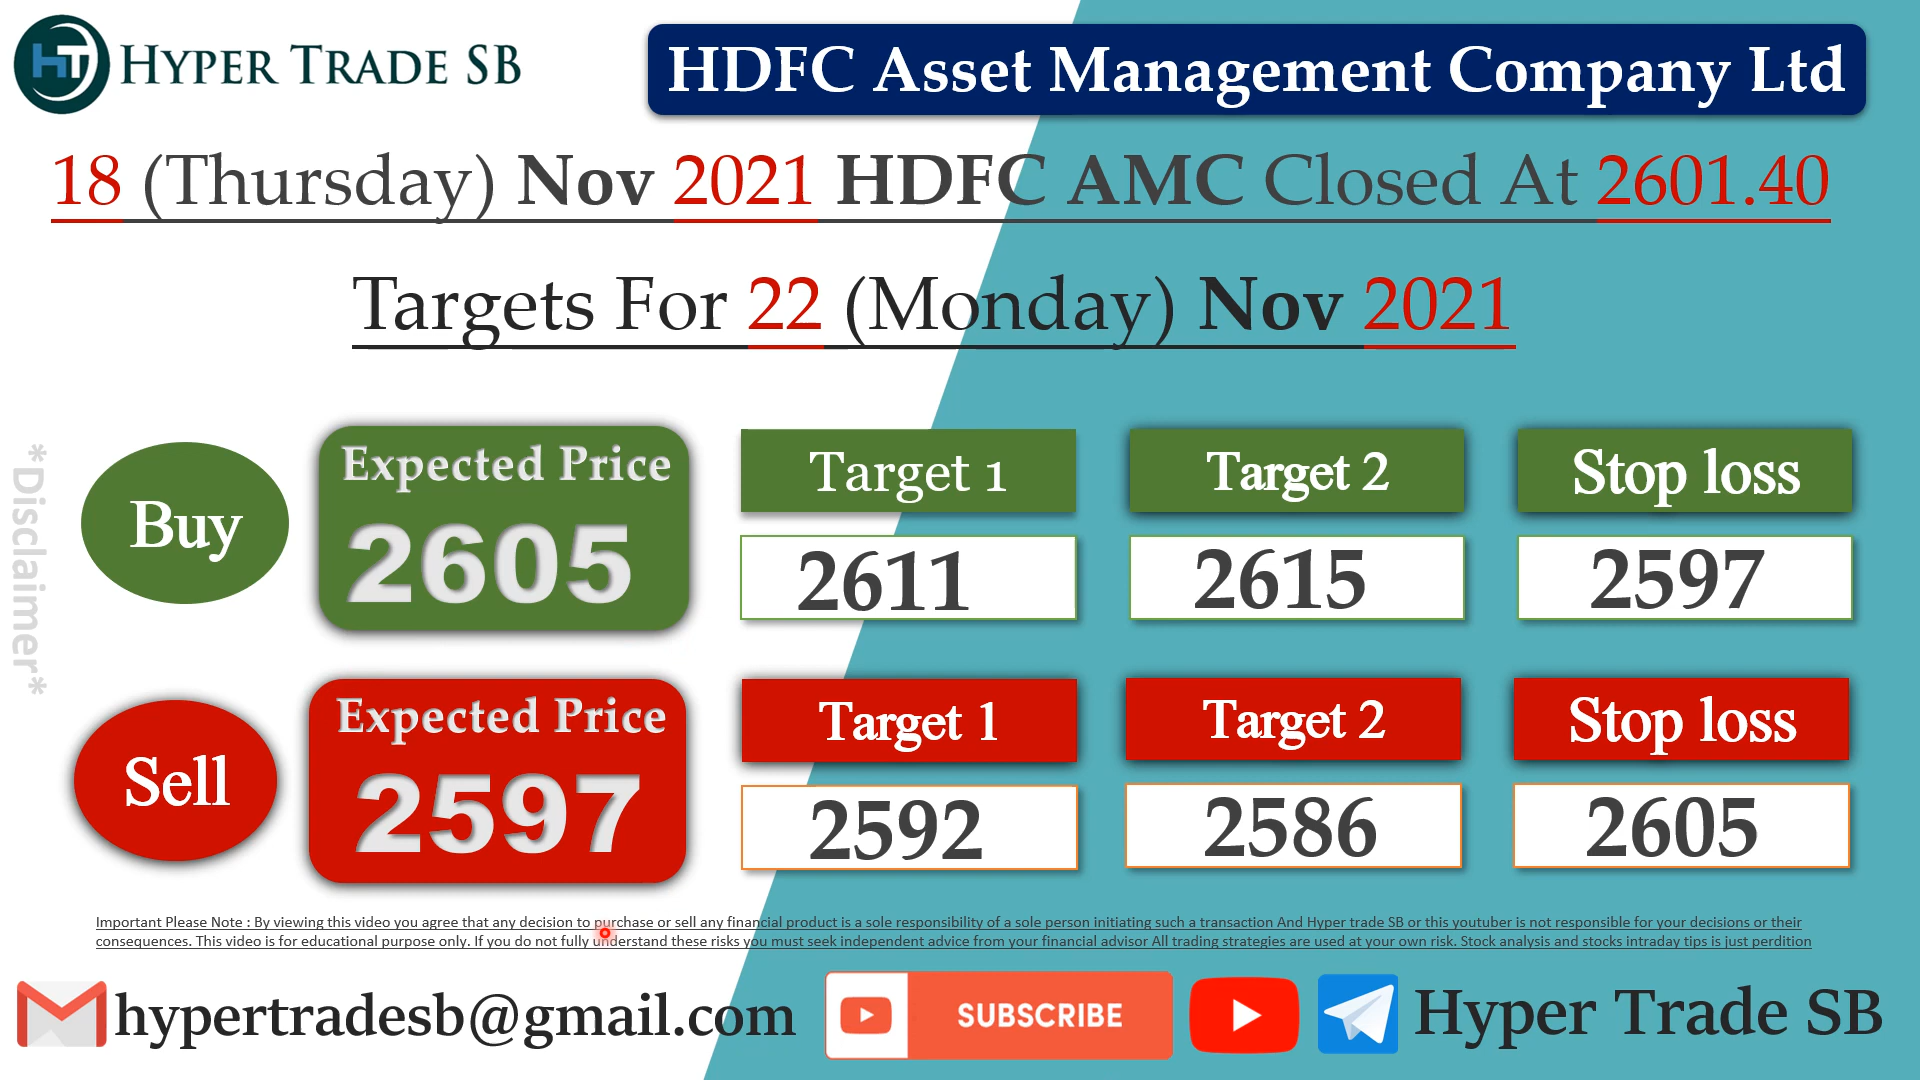 HT HYPER TRADE SB
HDFC Asset Management Company Ltd
18 (Thursday) Nov 2021 HDFC AMC Closed At 2601.40
Targets For 22 (Monday) Nov 2021
*Disclaimer*
Buy
Expected Price
2605
Target 1
2611
Target 2
2615
Stop loss
2597
Sell
Expected Price
2597
Target 1
2592
Target 2
2586
Stop loss
2605
Important Please Note : By viewing this video you agree that any decision to purchase or sell any financial product is a sole responsibility of a sole person initiating such a transaction And Hyper trade SB or this youtuber is not responsible for your decisions or their
consequences. This video is for educational purpose only. If you do not fully understand these risks you must seek independent advice from your financial advisor All trading strategies are used at your own risk. Stock analysis and stocks intraday tips is just perdition
hypertradesb@gmail.com
SUBSCRIBE
Hyper Trade SB